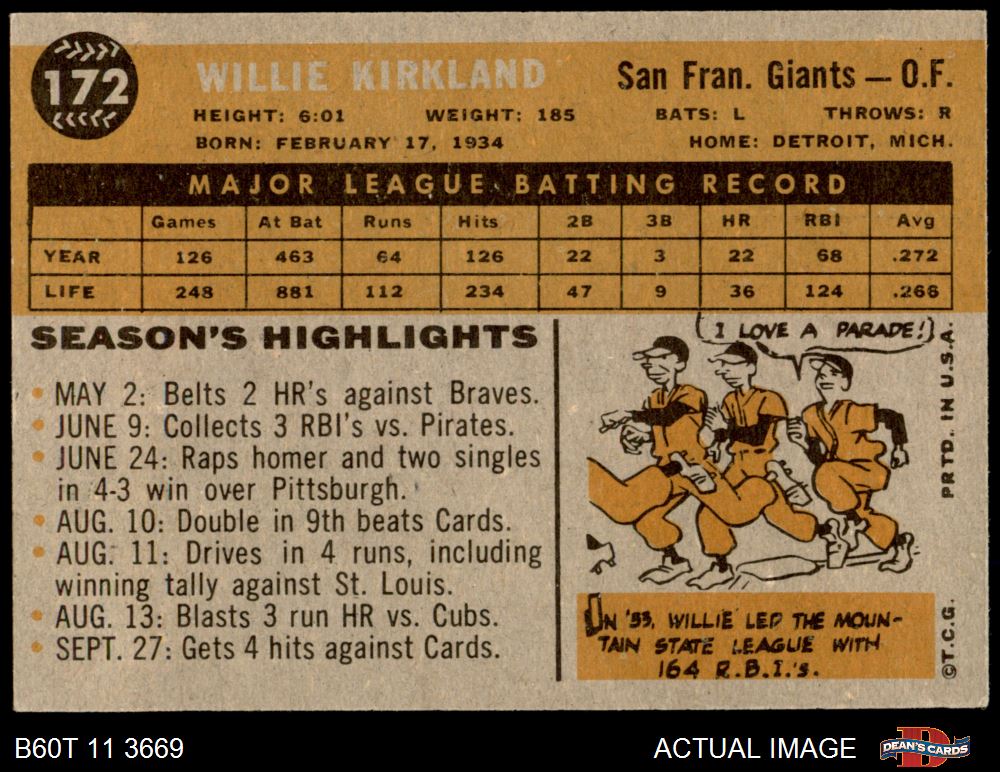 172
WILLIE KIRKLAND
San Fran. Giants — O.F.
HEIGHT: 6:01 WEIGHT: 185 BATS: L THROWS: R
BORN: FEBRUARY 17, 1934 HOME: DETROIT, MICH.
MAJOR LEAGUE BATTING RECORD
Games At Bat Runs Hits 2B 3B HR RBI Avg
YEAR 126 463 64 126 22 3 22 68 .272
LIFE 248 881 112 234 47 9 36 124 .266
SEASON'S HIGHLIGHTS
• MAY 2: Belts 2 HR's against Braves.
• JUNE 9: Collects 3 RBI's vs. Pirates.
• JUNE 24: Raps homer and two singles
in 4-3 win over Pittsburgh.
• AUG. 10: Double in 9th beats Cards.
• AUG. 11: Drives in 4 runs, including
winning tally against St. Louis.
• AUG. 13: Blasts 3 run HR vs. Cubs.
• SEPT. 27: Gets 4 hits against Cards.
I LOVE A PARADE!
ON '53, WILLIE LED THE MOUN-
TAIN STATE LEAGUE WITH
164 R.B.I.'s.
PRTD. IN U.S.A.
©T.C.G.
B60T 11 3669
ACTUAL IMAGE
DEAN'S CARDS